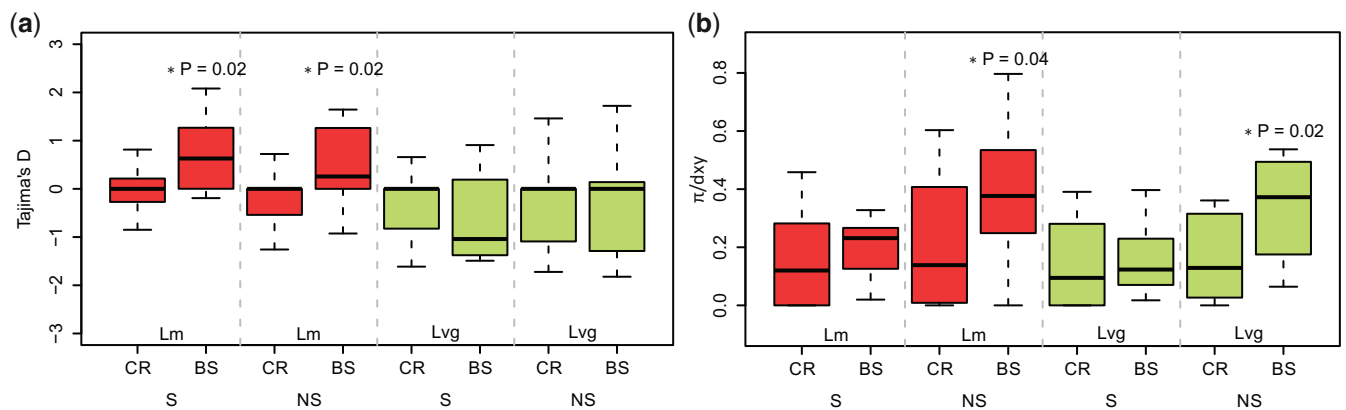 (a)
Tajima's D
3
2
1
0
−1
−2
−3
* P = 0.02
* P = 0.02
Lm Lm Lvg Lvg
CR BS CR BS CR BS CR BS
S NS S NS
(b)
π/dxy
0.8
0.6
0.4
0.2
0.0
* P = 0.04
* P = 0.02
Lm Lm Lvg Lvg
CR BS CR BS CR BS CR BS
S NS S NS